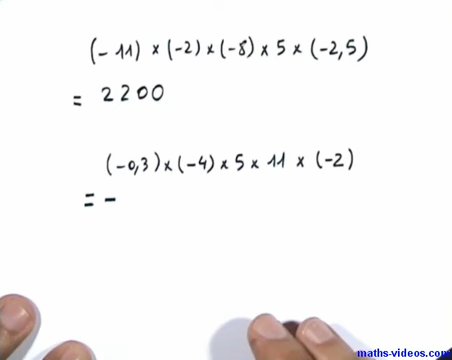 (-11) × (-2) × (-8) × 5 × (-2,5)
= 2200
(-0,3) × (-4) × 5 × 11 × (-2)
= -
maths-videos.com